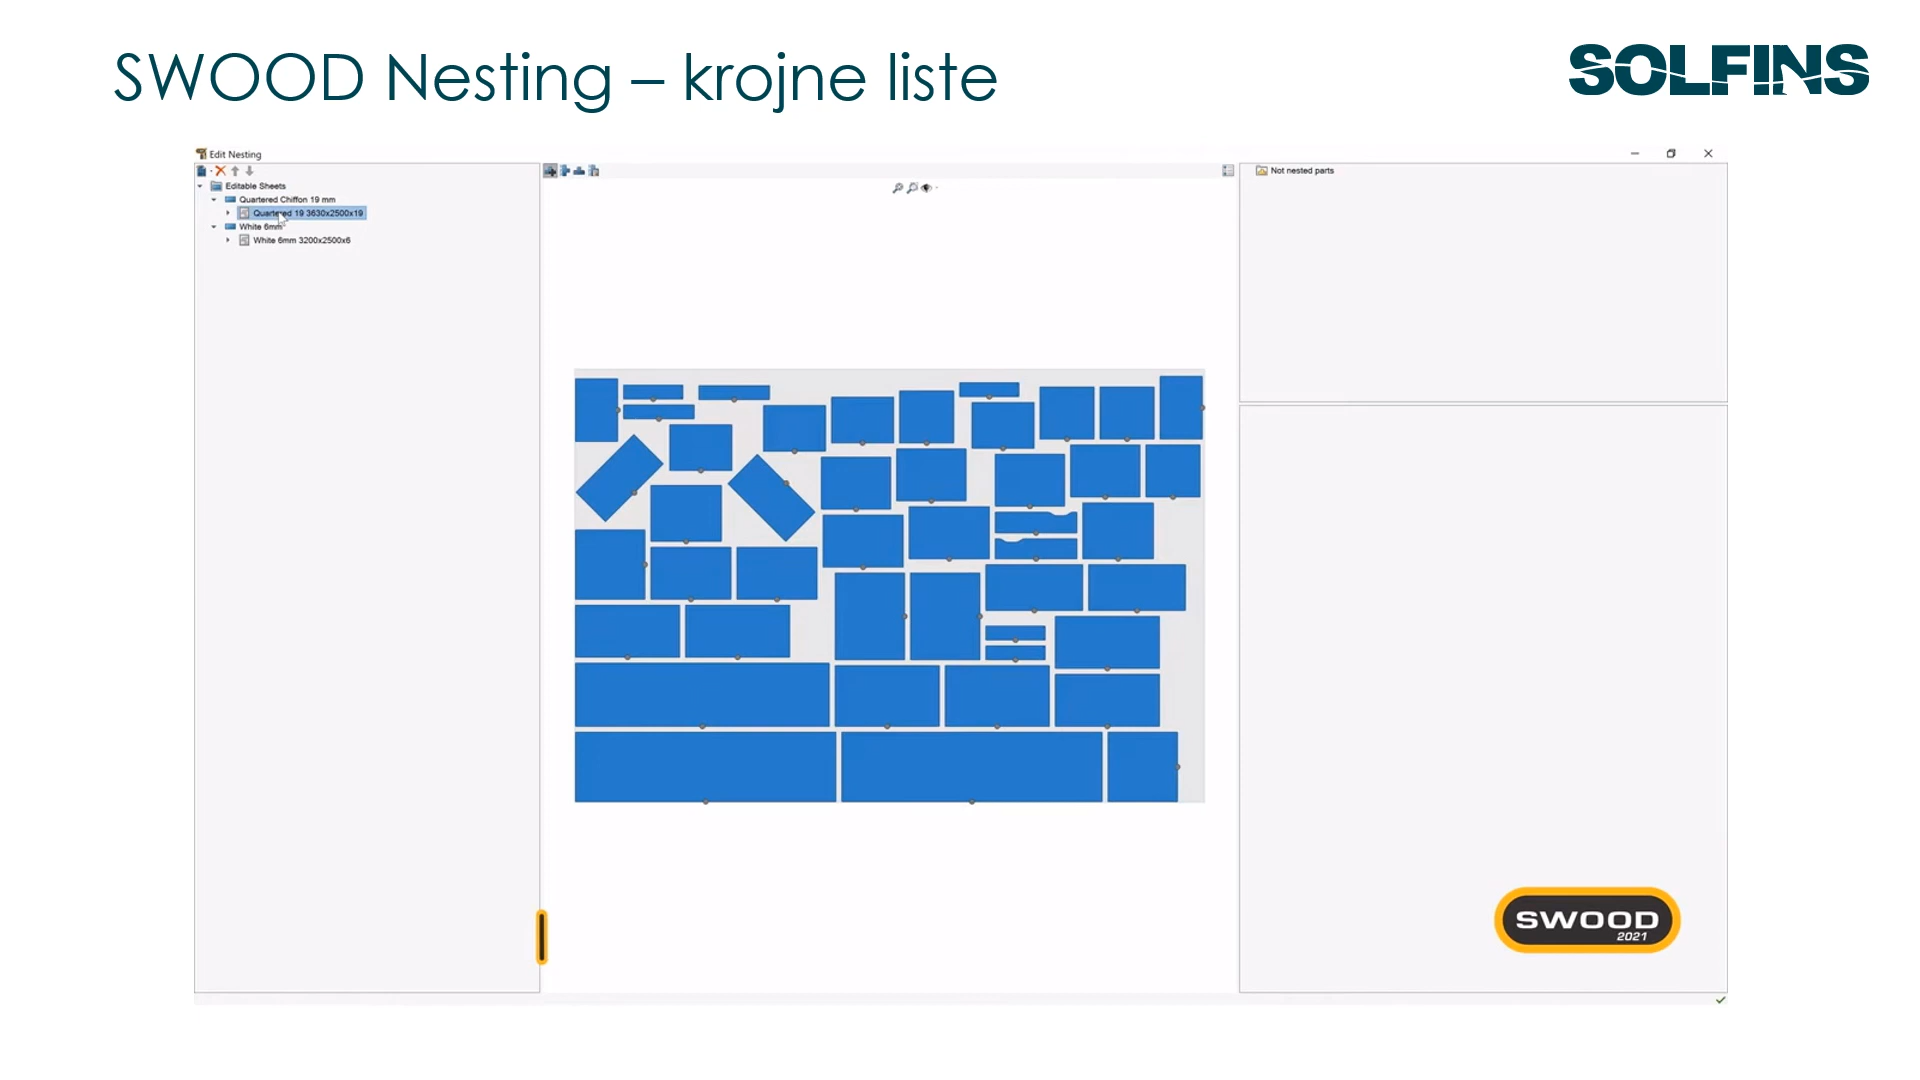 SWOOD Nesting – krojne liste
SOLFINS
Edit Nesting
Editable Sheets
Quartered Chiffon 19 mm
Quartered 19 3630x2500x19
White 6mm
White 6mm 3200x2500x6
Not nested parts
SWOOD
2021